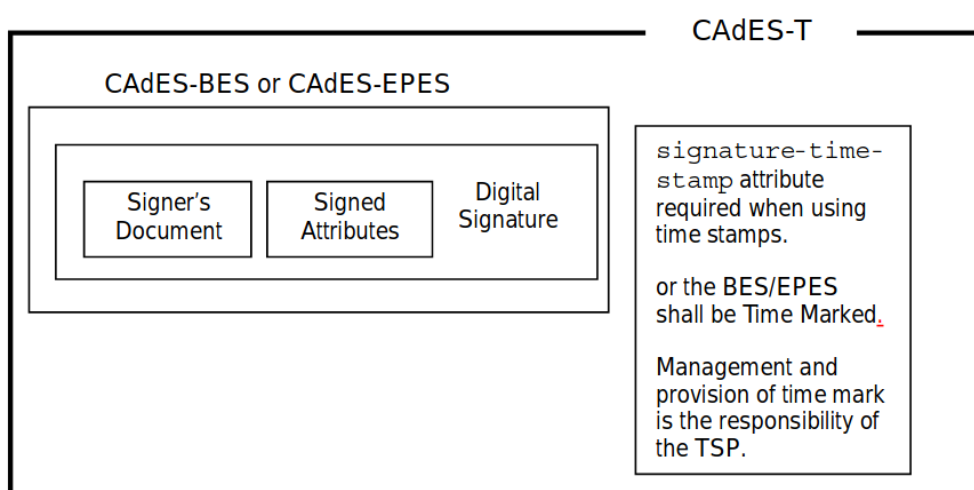 CAdES-T
CAdES-BES or CAdES-EPES
Signer's
Document
Signed
Attributes
Digital
Signature
signature-time-
stamp attribute
required when using
time stamps.
or the BES/EPES
shall be Time Marked.
Management and
provision of time mark
is the responsibility of
the TSP.